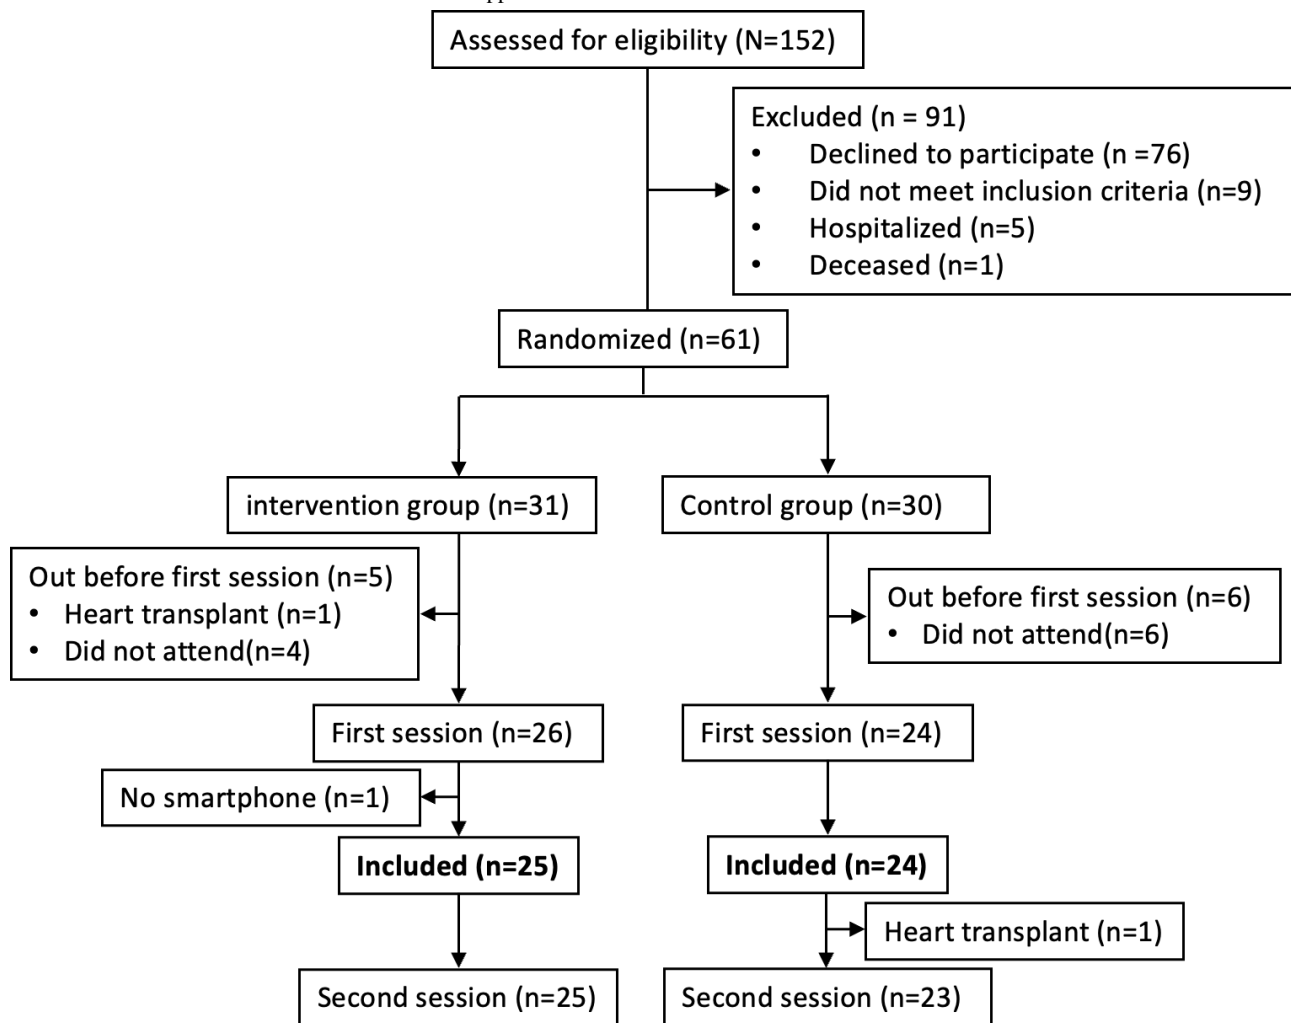 Assessed for eligibility (N=152)
Excluded (n = 91)
• Declined to participate (n =76)
• Did not meet inclusion criteria (n=9)
• Hospitalized (n=5)
• Deceased (n=1)
Randomized (n=61)
intervention group (n=31)
Control group (n=30)
Out before first session (n=5)
• Heart transplant (n=1)
• Did not attend(n=4)
Out before first session (n=6)
• Did not attend(n=6)
First session (n=26)
First session (n=24)
No smartphone (n=1)
Included (n=25)
Included (n=24)
Heart transplant (n=1)
Second session (n=25)
Second session (n=23)